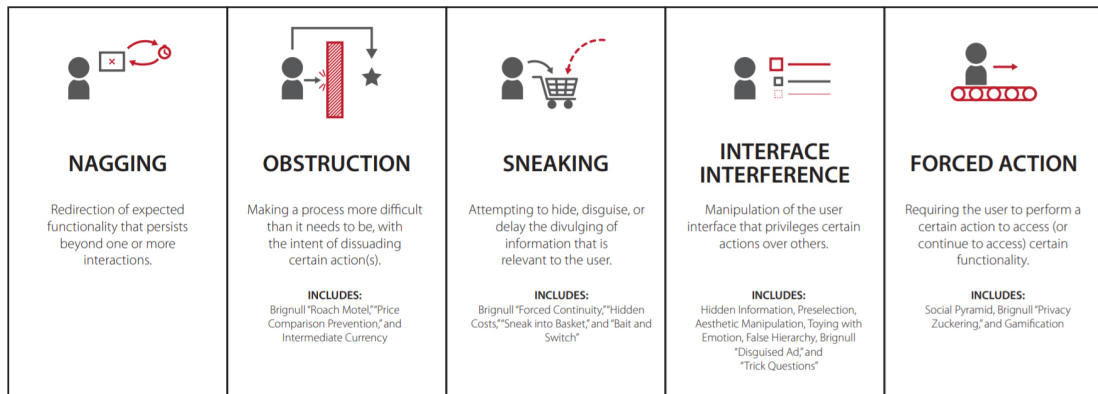 NAGGING
Redirection of expected
functionality that persists
beyond one or more
interactions.
OBSTRUCTION
Making a process more difficult
than it needs to be, with
the intent of dissuading
certain action(s).
INCLUDES:
Brignull “Roach Motel,” “Price
Comparison Prevention,” and
Intermediate Currency
SNEAKING
Attempting to hide, disguise, or
delay the divulging of
information that is
relevant to the user.
INCLUDES:
Brignull “Forced Continuity,” “Hidden
Costs,” “Sneak into Basket,” and “Bait and
Switch”
INTERFACE
INTERFERENCE
Manipulation of the user
interface that privileges certain
actions over others.
INCLUDES:
Hidden Information, Preselection,
Aesthetic Manipulation, Toying with
Emotion, False Hierarchy, Brignull
“Disguised Ad,” and
“Trick Questions”
FORCED ACTION
Requiring the user to perform a
certain action to access (or
continue to access) certain
functionality.
INCLUDES:
Social Pyramid, Brignull “Privacy
Zuckering,” and Gamification